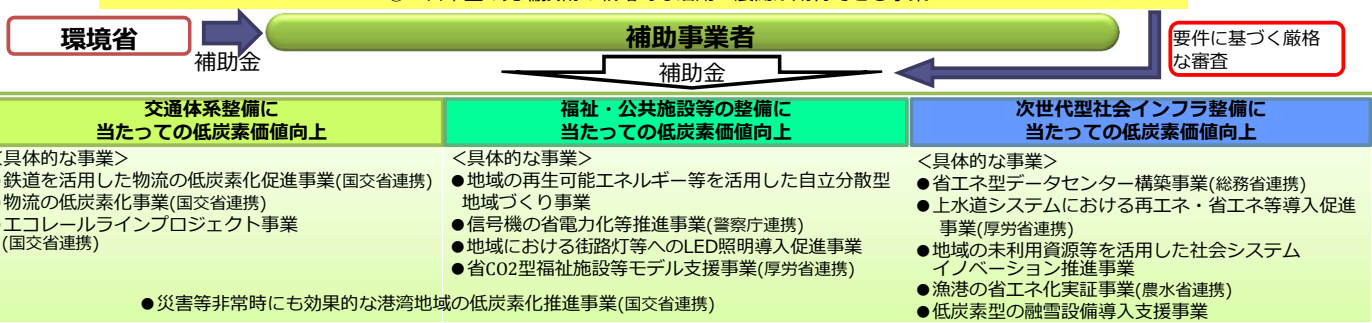 環境省
補助金
補助事業者
補助金
要件に基づく厳格
な審査
交通体系整備に
当たっての低炭素価値向上
<具体的な事業>
鉄道を活用した物流の低炭素化促進事業(国交省連携)
物流の低炭素化事業(国交省連携)
エコレールラインプロジェクト事業
(国交省連携)
福祉・公共施設等の整備に
当たっての低炭素価値向上
<具体的な事業>
●地域の再生可能エネルギー等を活用した自立分散型
地域づくり事業
●信号機の省電力化等推進事業(警察庁連携)
●地域における街路灯等へのLED照明導入促進事業
●省CO2型福祉施設等モデル支援事業(厚労省連携)
●災害等非常時にも効果的な港湾地域の低炭素化推進事業(国交省連携)
次世代型社会インフラ整備に
当たっての低炭素価値向上
<具体的な事業>
●省エネ型データセンター構築事業(総務省連携)
●上水道システムにおける再エネ・省エネ等導入促進
事業(厚労省連携)
●地域の未利用資源等を活用した社会システム
イノベーション推進事業
●漁港の省エネ化実証事業(農水省連携)
●低炭素型の融雪設備導入支援事業